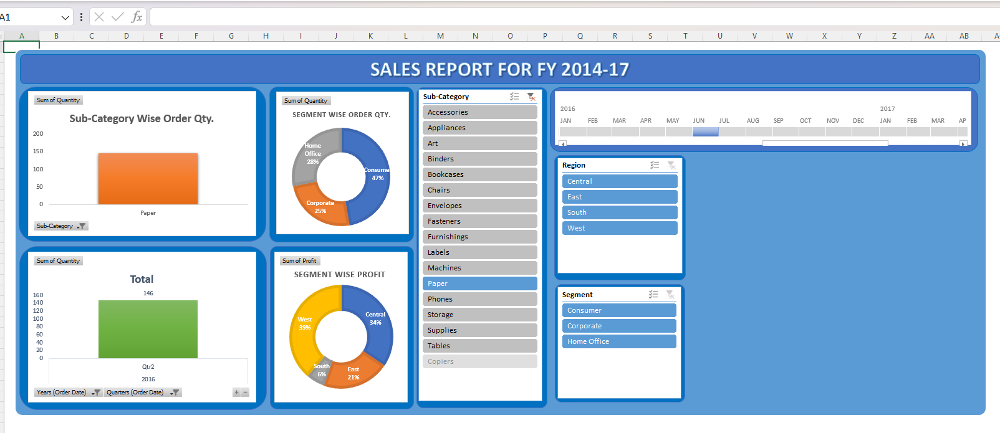 A1
fx
A B C D E F G H I J K L M N O P Q R S T U V W X Y Z AA AB
SALES REPORT FOR FY 2014-17
Sum of Quantity
Sub-Category Wise Order Qty.
200
150
100
50
0
Paper
Sub-Category
Sum of Quantity
SEGMENT WISE ORDER QTY.
Home
Office
28%
Consume
47%
Corporate
25%
Sub-Category
Accessories
Appliances
Art
Binders
Bookcases
Chairs
Envelopes
Fasteners
Furnishings
Labels
Machines
Paper
Phones
Storage
Supplies
Tables
Copiers
2016 2017
JAN FEB MAR APR MAY JUN JUL AUG SEP OCT NOV DEC JAN FEB MAR AP
Region
Central
East
South
West
Sum of Quantity
Total
146
160
140
120
100
80
60
40
20
0
Qtr2
2016
Years (Order Date) Quarters (Order Date) + −
Sum of Profit
SEGMENT WISE PROFIT
West
39%
Central
34%
South
6%
East
21%
Segment
Consumer
Corporate
Home Office